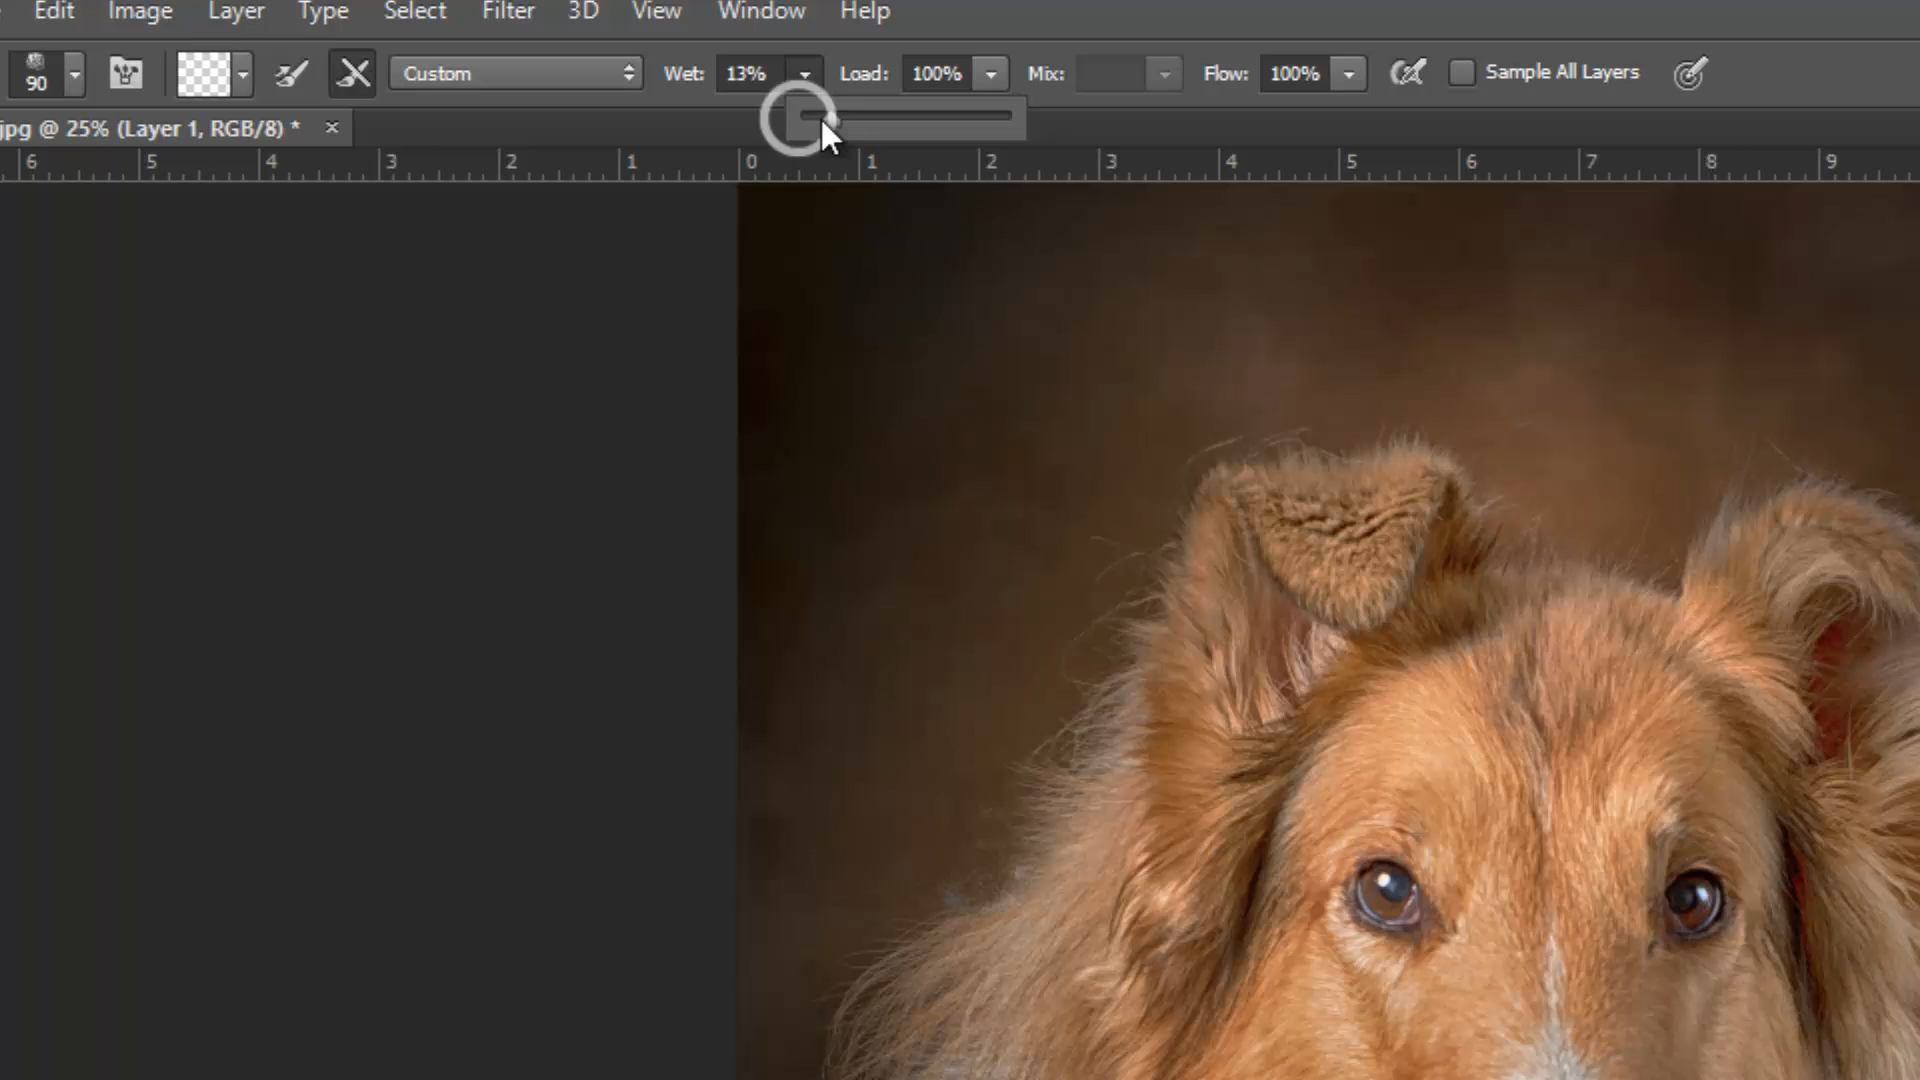 Edit Image Layer Type Select Filter 3D View Window Help
90 Custom Wet: 13% Load: 100% Mix: Flow: 100% Sample All Layers
jpg @ 25% (Layer 1, RGB/8) * ×
6 5 4 3 2 1 0 1 2 3 4 5 6 7 8 9